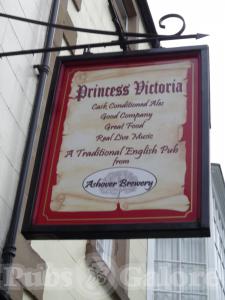 Princess Victoria
Cask Conditioned Ales
Good Company
Great Food
Real Live Music
A Traditional English Pub
from
Ashover Brewery
Pubs Galore